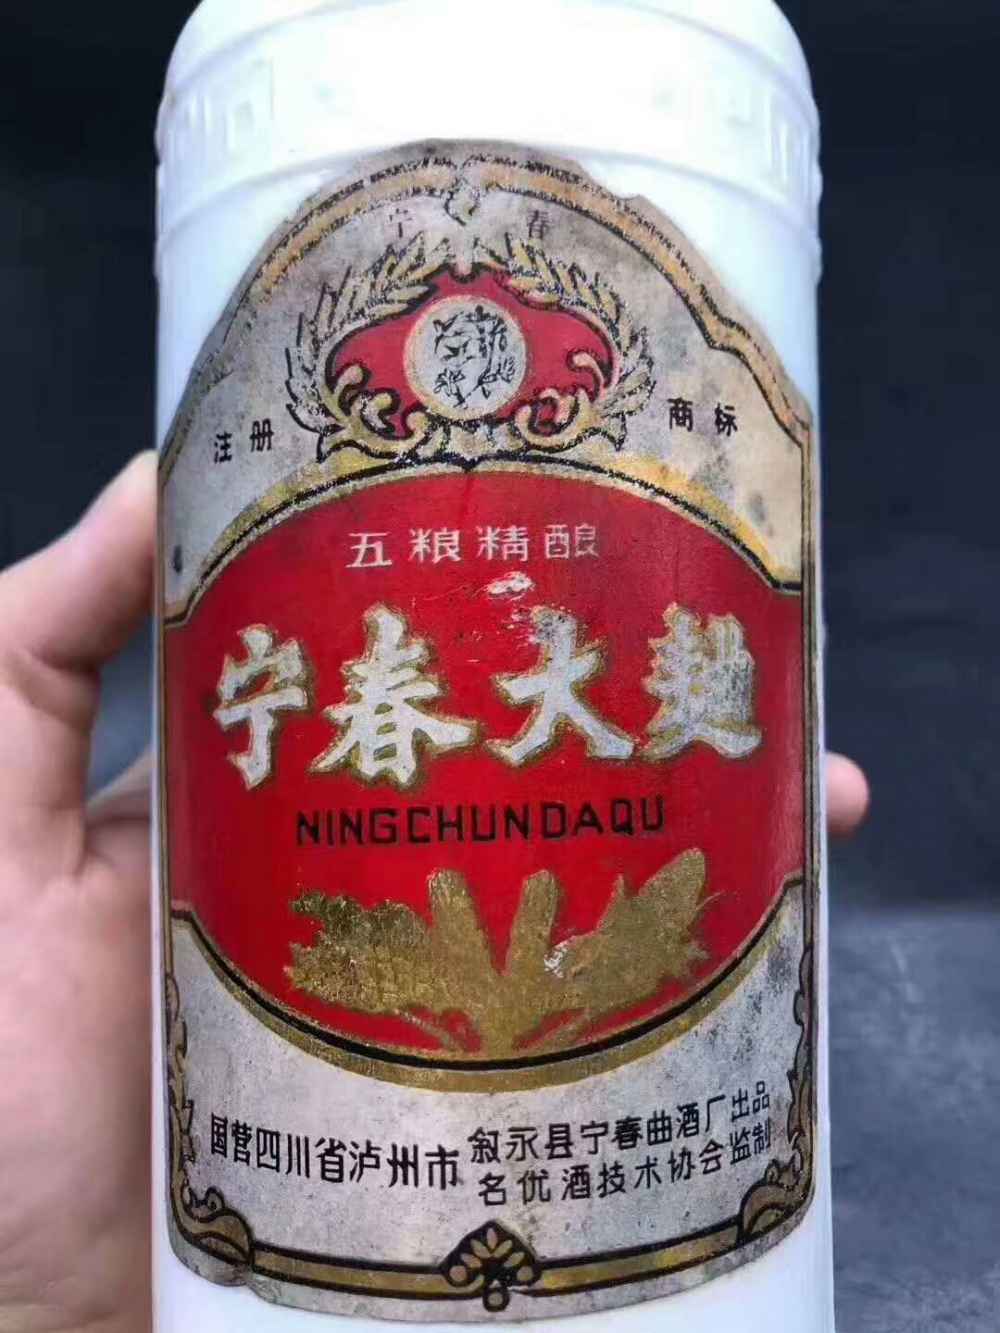 宁 春
注册 商标
五粮精酿
宁春大麯
NINGCHUNDAQU
国营四川省泸州市 叙永县宁春曲酒厂出品
名优酒技术协会监制